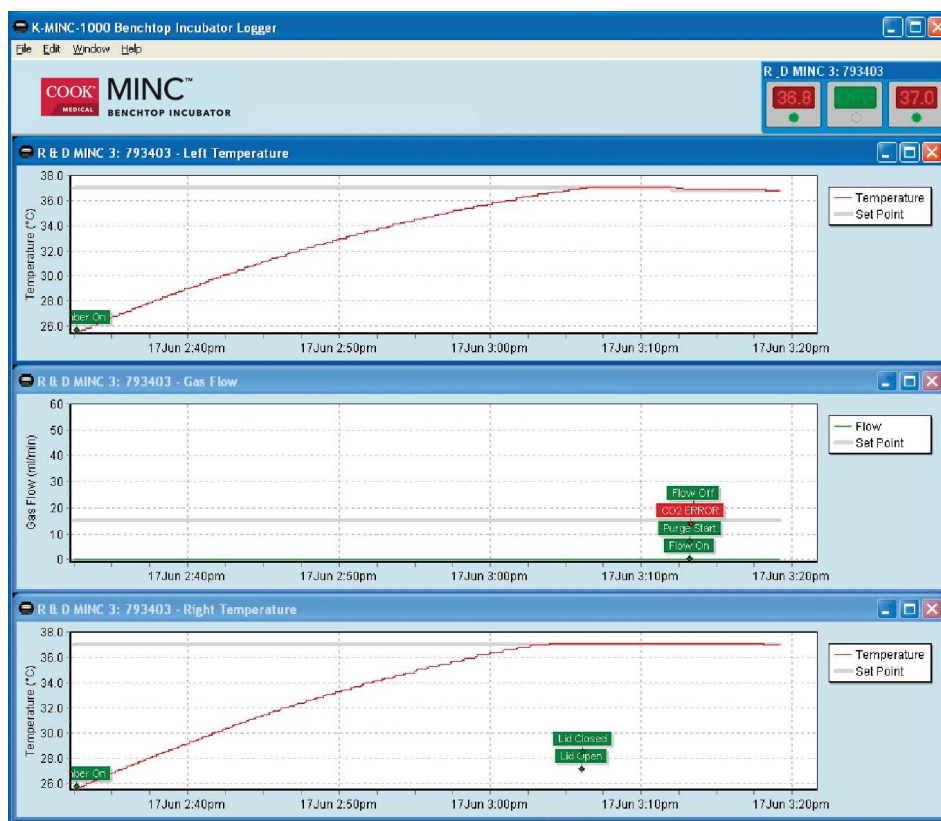 K-MINC-1000 Benchtop Incubator Logger
File Edit Window Help
COOK®
MEDICAL
MINC™
BENCHTOP INCUBATOR
R_D MINC 3: 793403
36.8
37.0
R & D MINC 3: 793403 - Left Temperature
Temperature (°C)
38.0
36.0
34.0
32.0
30.0
28.0
26.0
mber On
17Jun 2:40pm 17Jun 2:50pm 17Jun 3:00pm 17Jun 3:10pm 17Jun 3:20pm
Temperature
Set Point
R & D MINC 3: 793403 - Gas Flow
Gas Flow (ml/min)
60
50
40
30
20
10
0
Flow Off
CO2 ERROR
Purge Start
Flow On
17Jun 2:40pm 17Jun 2:50pm 17Jun 3:00pm 17Jun 3:10pm 17Jun 3:20pm
Flow
Set Point
R & D MINC 3: 793403 - Right Temperature
Temperature (°C)
38.0
36.0
34.0
32.0
30.0
28.0
26.0
mber On
Lid Closed
Lid Open
17Jun 2:40pm 17Jun 2:50pm 17Jun 3:00pm 17Jun 3:10pm 17Jun 3:20pm
Temperature
Set Point